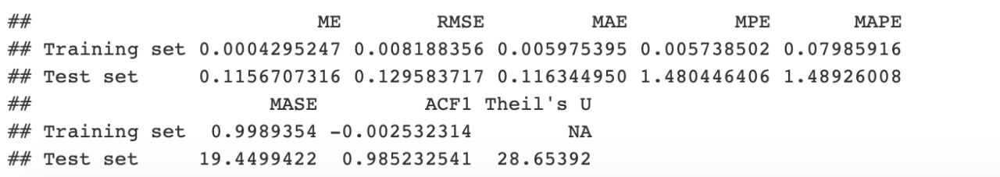 ##                        ME        RMSE         MAE         MPE       MAPE
## Training set 0.0004295247 0.008188356 0.005975395 0.005738502 0.07985916
## Test set     0.1156707316 0.129583717 0.116344950 1.480446406 1.48926008
##                    MASE         ACF1 Theil's U
## Training set  0.9989354 -0.002532314        NA
## Test set     19.4499422  0.985232541  28.65392